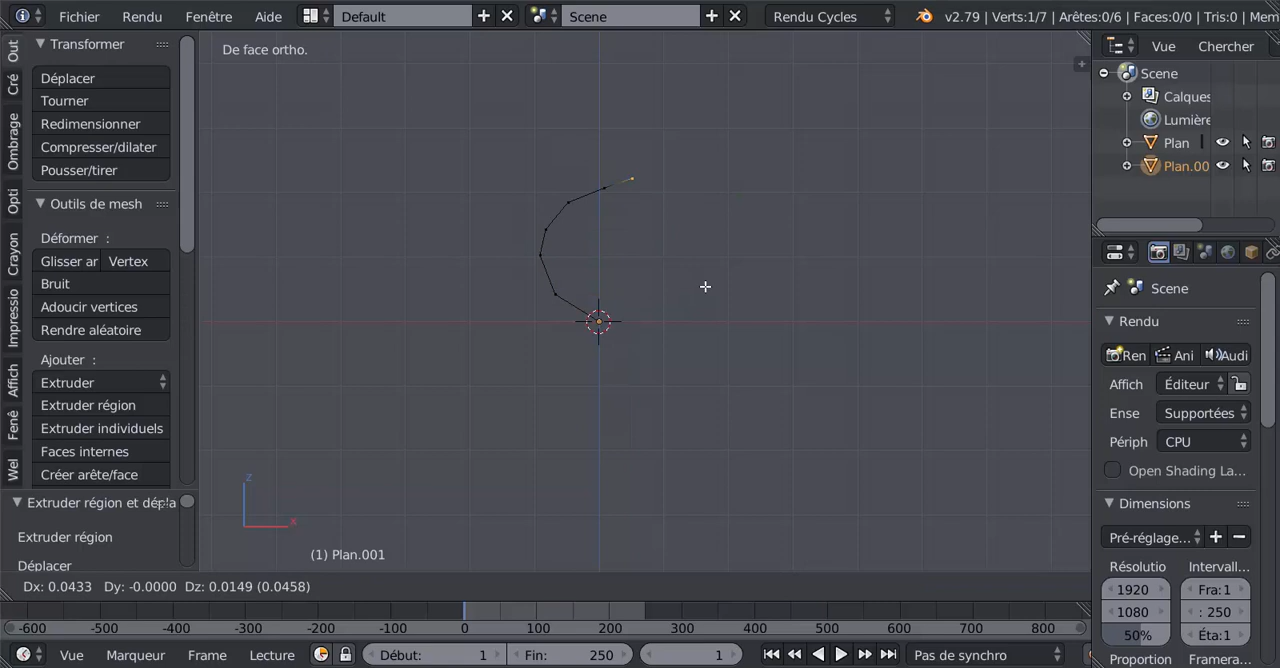 Fichier Rendu Fenêtre Aide Default Scene Rendu Cycles v2.79 | Verts:1/7 | Arêtes:0/6 | Faces:0/0 | Tris:0 | Mem
Out
Cré
Ombrage
Opti
Crayon
Impressio
Affich
Fenê
Wel
Transformer
Déplacer
Tourner
Redimensionner
Compresser/dilater
Pousser/tirer
Outils de mesh
Déformer :
Glisser ar Vertex
Bruit
Adoucir vertices
Rendre aléatoire
Ajouter :
Extruder
Extruder région
Extruder individuels
Faces internes
Créer arête/face
Extruder région et dépla
Extruder région
Déplacer
De face ortho.
z
x
(1) Plan.001
Dx: 0.0433 Dy: -0.0000 Dz: 0.0149 (0.0458)
Vue Chercher
Scene
Calques
Lumière
Plan
Plan.00
Scene
Rendu
Ren Ani Audi
Affich Éditeur
Ense Supportées
Périph CPU
Open Shading La...
Dimensions
Pré-réglage...
Résolutio Intervall...
1920 Fra:1
1080 : 250
50% Éta:1
Proportion Framera
-600 -500 -400 -300 -200 -100 0 100 200 300 400 500 600 700 800
Vue Marqueur Frame Lecture Début: 1 Fin: 250 1 Pas de synchro